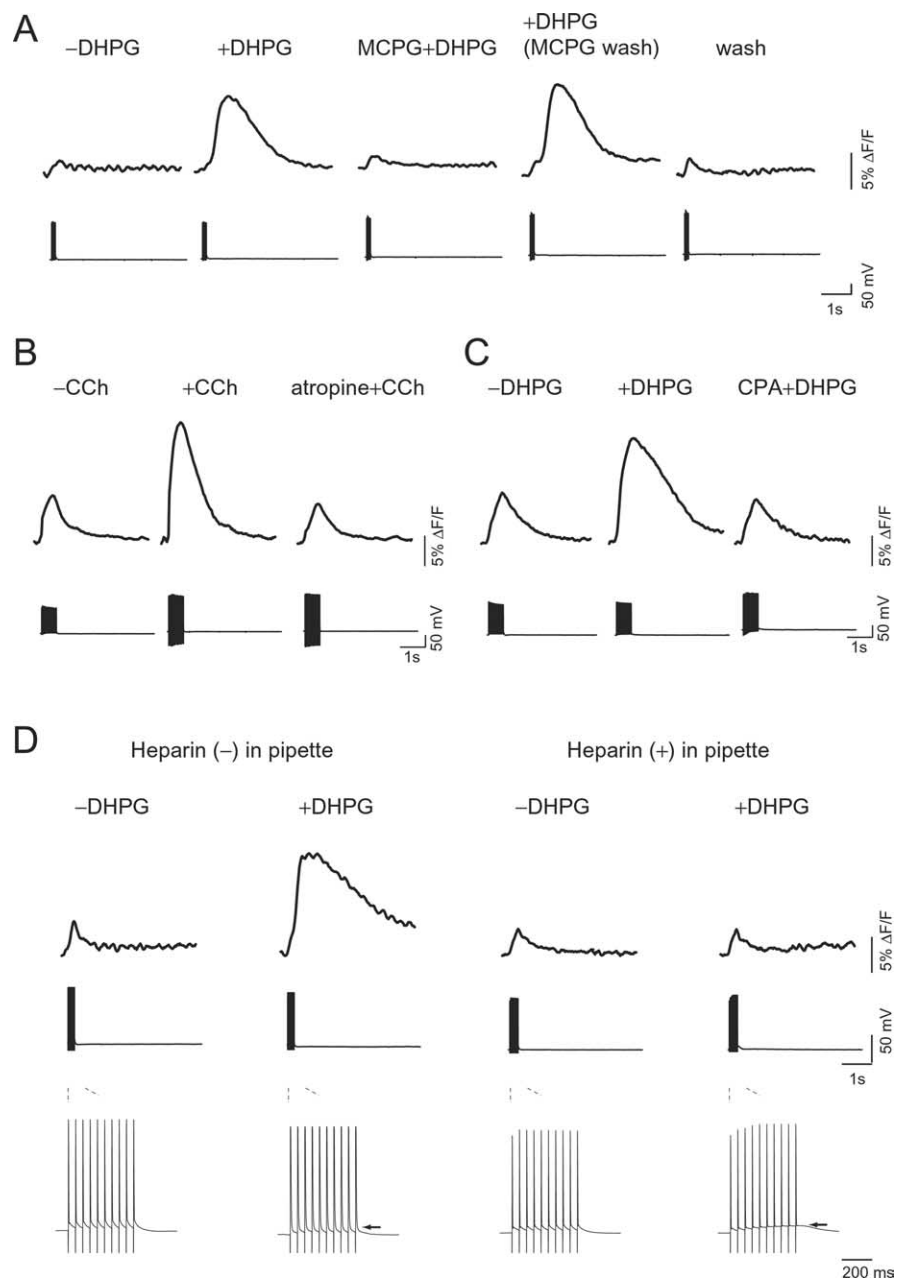 A
−DHPG +DHPG MCPG+DHPG +DHPG (MCPG wash) wash
5% ΔF/F
50 mV
1s
B
−CCh +CCh atropine+CCh
5% ΔF/F
50 mV
1s
C
−DHPG +DHPG CPA+DHPG
5% ΔF/F
50 mV
1s
D
Heparin (−) in pipette Heparin (+) in pipette
−DHPG +DHPG −DHPG +DHPG
5% ΔF/F
50 mV
1s
200 ms